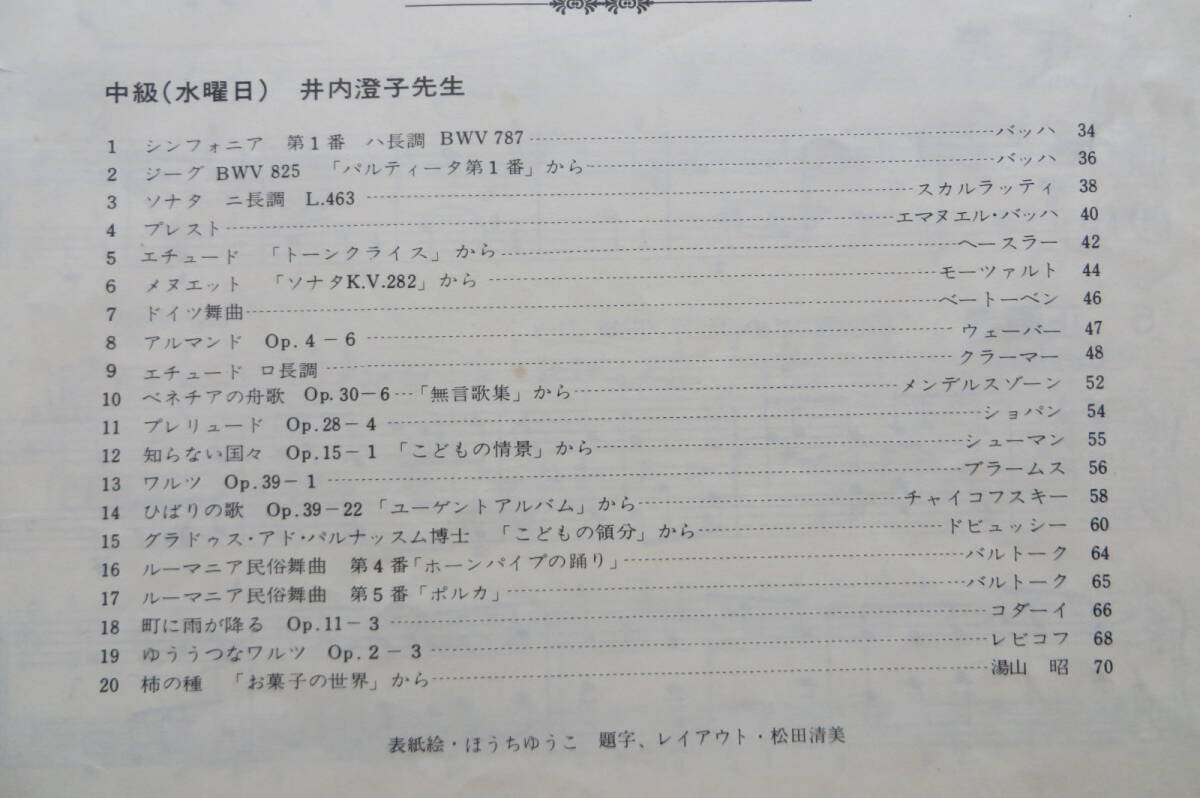 中級(水曜日) 井内澄子先生
1 シンフォニア 第1番 ハ長調 BWV 787 バッハ 34
2 ジーグ BWV 825 「パルティータ第1番」から バッハ 36
3 ソナタ ニ長調 L.463 スカルラッティ 38
4 プレスト エマヌエル・バッハ 40
5 エチュード 「トーンクライス」から ヘースラー 42
6 メヌエット 「ソナタK.V.282」から モーツァルト 44
7 ドイツ舞曲 ベートーベン 46
8 アルマンド Op.4-6 ウェーバー 47
9 エチュード ロ長調 クラーマー 48
10 ベネチアの舟歌 Op.30-6…「無言歌集」から メンデルスゾーン 52
11 プレリュード Op.28-4 ショパン 54
12 知らない国々 Op.15-1 「こどもの情景」から シューマン 55
13 ワルツ Op.39-1 ブラームス 56
14 ひばりの歌 Op.39-22 「ユーゲントアルバム」から チャイコフスキー 58
15 グラドゥス・アド・パルナッスム博士 「こどもの領分」から ドビュッシー 60
16 ルーマニア民俗舞曲 第4番「ホーンパイプの踊り」 バルトーク 64
17 ルーマニア民俗舞曲 第5番「ポルカ」 バルトーク 65
18 町に雨が降る Op.11-3 コダーイ 66
19 ゆううつなワルツ Op.2-3 レビコフ 68
20 柿の種 「お菓子の世界」から 湯山 昭 70
表紙絵・ほうちゆうこ 題字、レイアウト・松田清美